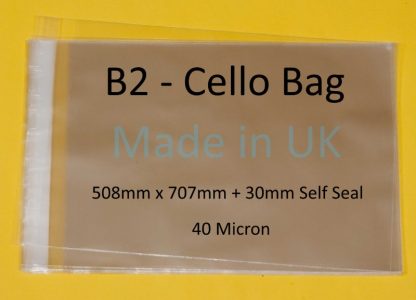 B2 - Cello Bag
Made in UK
508mm x 707mm + 30mm Self Seal
40 Micron